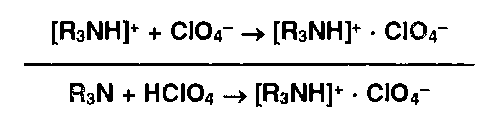 [R₃NH]⁺ + ClO₄⁻ → [R₃NH]⁺ · ClO₄⁻
R₃N + HClO₄ → [R₃NH]⁺ · ClO₄⁻